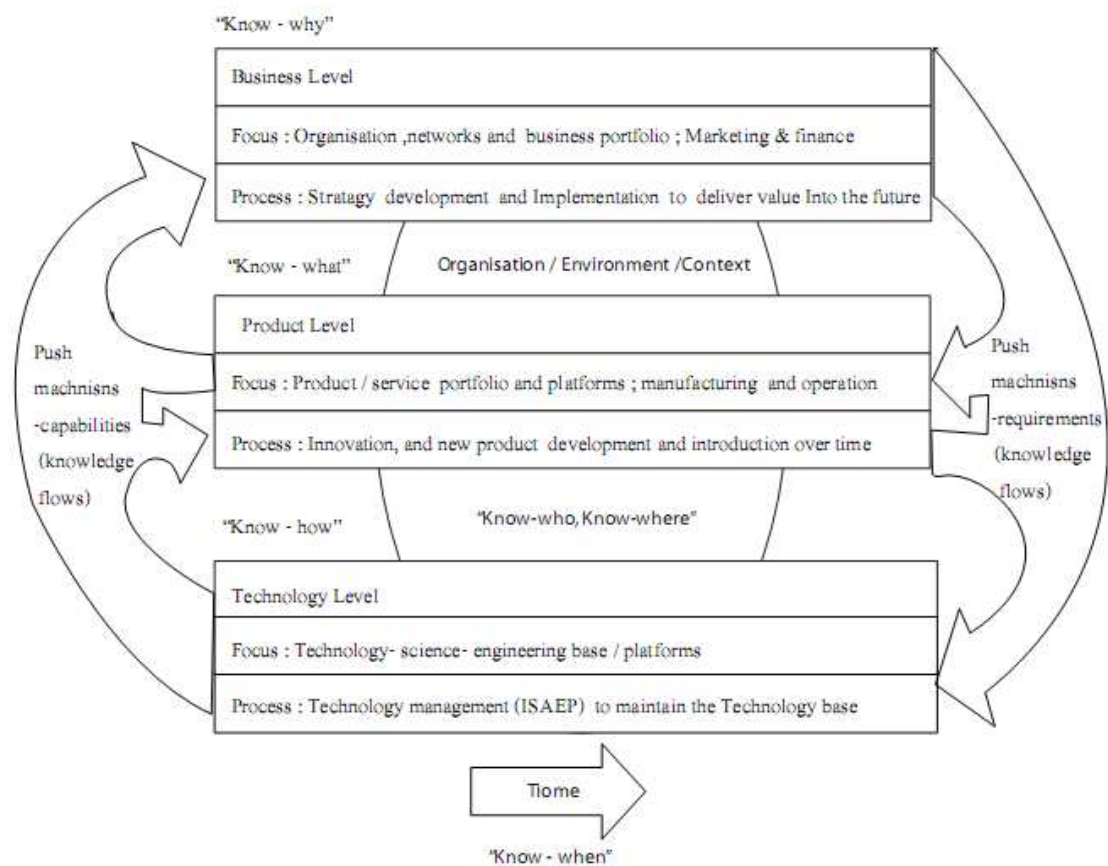 “Know - why”
Business Level
Focus : Organisation ,networks and business portfolio ; Marketing & finance
Process : Stratagy development and Implementation to deliver value Into the future
“Know - what”
Organisation / Environment /Context
Product Level
Focus : Product / service portfolio and platforms ; manufacturing and operation
Process : Innovation, and new product development and introduction over time
Push
machnisns
-capabilities
(knowledge
flows)
Push
machnisns
-requirements
(knowledge
flows)
“Know - how”
“Know-who, Know-where”
Technology Level
Focus : Technology- science- engineering base / platforms
Process : Technology management (ISAEP) to maintain the Technology base
Tlome
“Know - when”